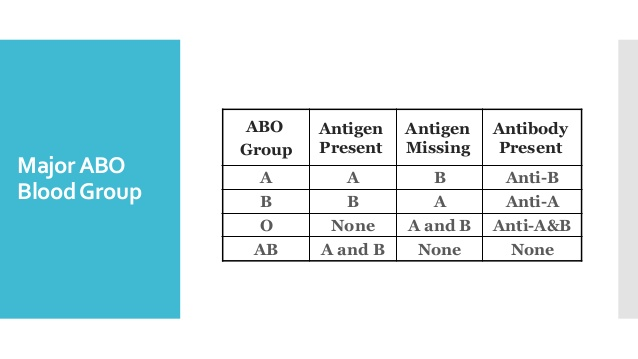 Major ABO
Blood Group
ABO Group Antigen Present Antigen Missing Antibody Present
A A B Anti-B
B B A Anti-A
O None A and B Anti-A&B
AB A and B None None